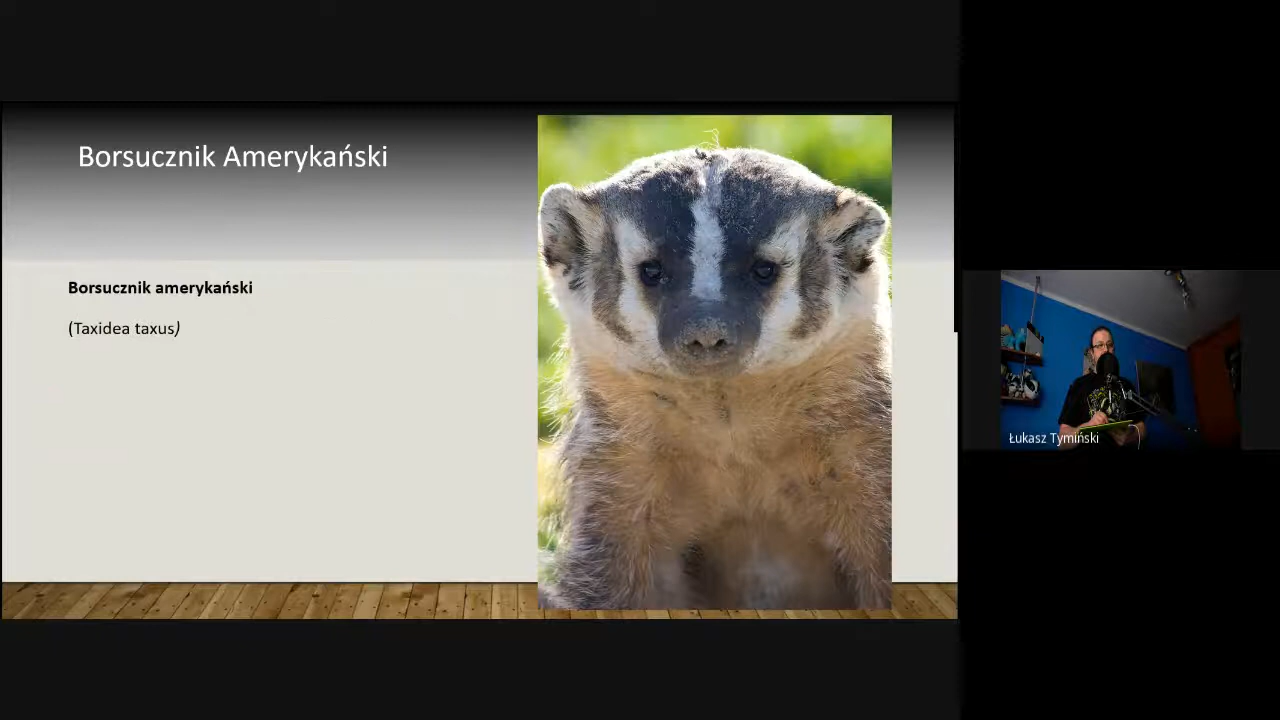 Borsucznik Amerykański
Borsucznik amerykański
(Taxidea taxus)
Łukasz Tymiński